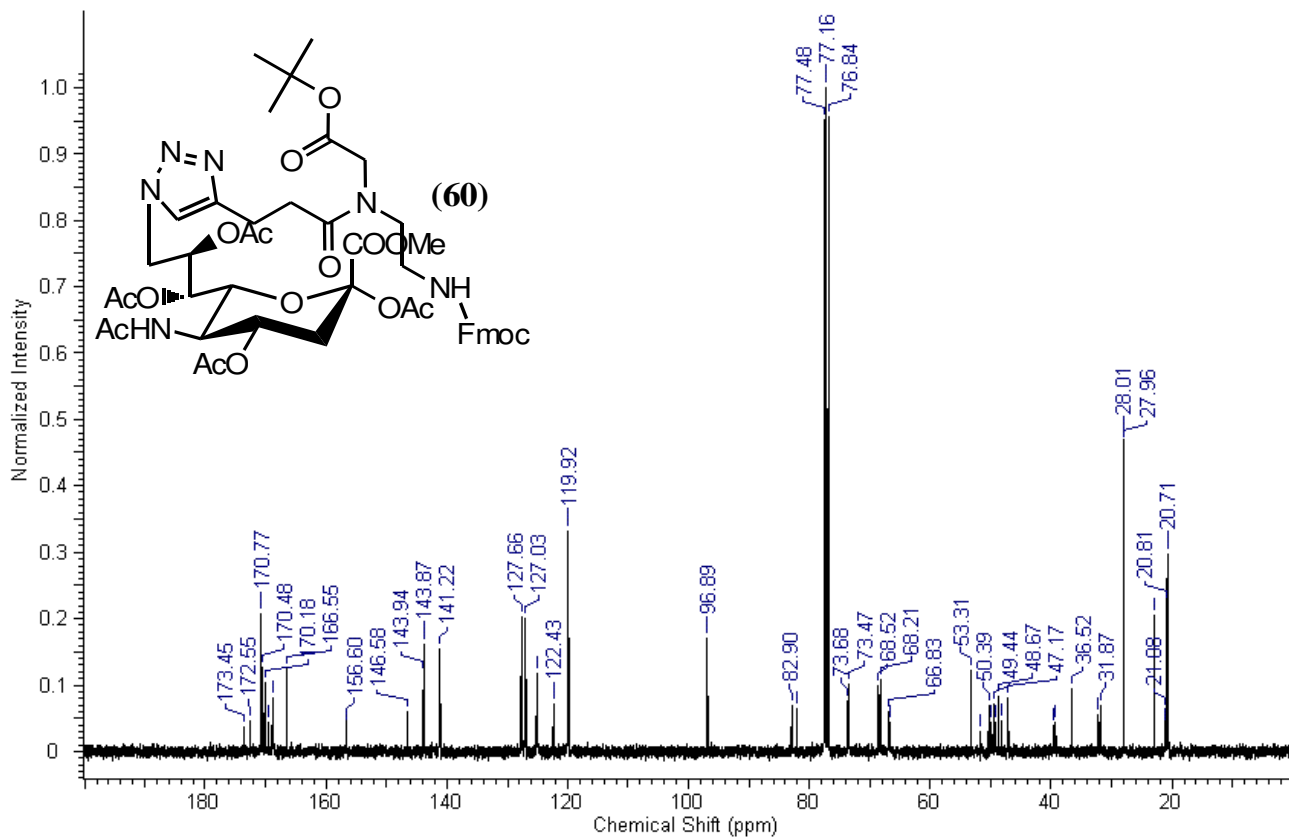 77.48
77.16
76.84
1.0
0.9
0.8
0.7
0.6
0.5
0.4
0.3
0.2
0.1
0
Normalized Intensity
O
O
N
N
N
N
(60)
OAc
O
COOMe
NH
AcO
O
OAc
AcHN
Fmoc
AcO
173.45
172.55
170.77
170.48
170.18
166.55
156.60
146.58
143.94
143.87
141.22
127.66
127.03
122.43
119.92
96.89
82.90
73.68
73.47
68.52
68.21
66.83
53.31
50.39
49.44
48.67
47.17
36.52
31.87
28.01
27.96
21.08
20.81
20.71
180 160 140 120 100 80 60 40 20
Chemical Shift (ppm)